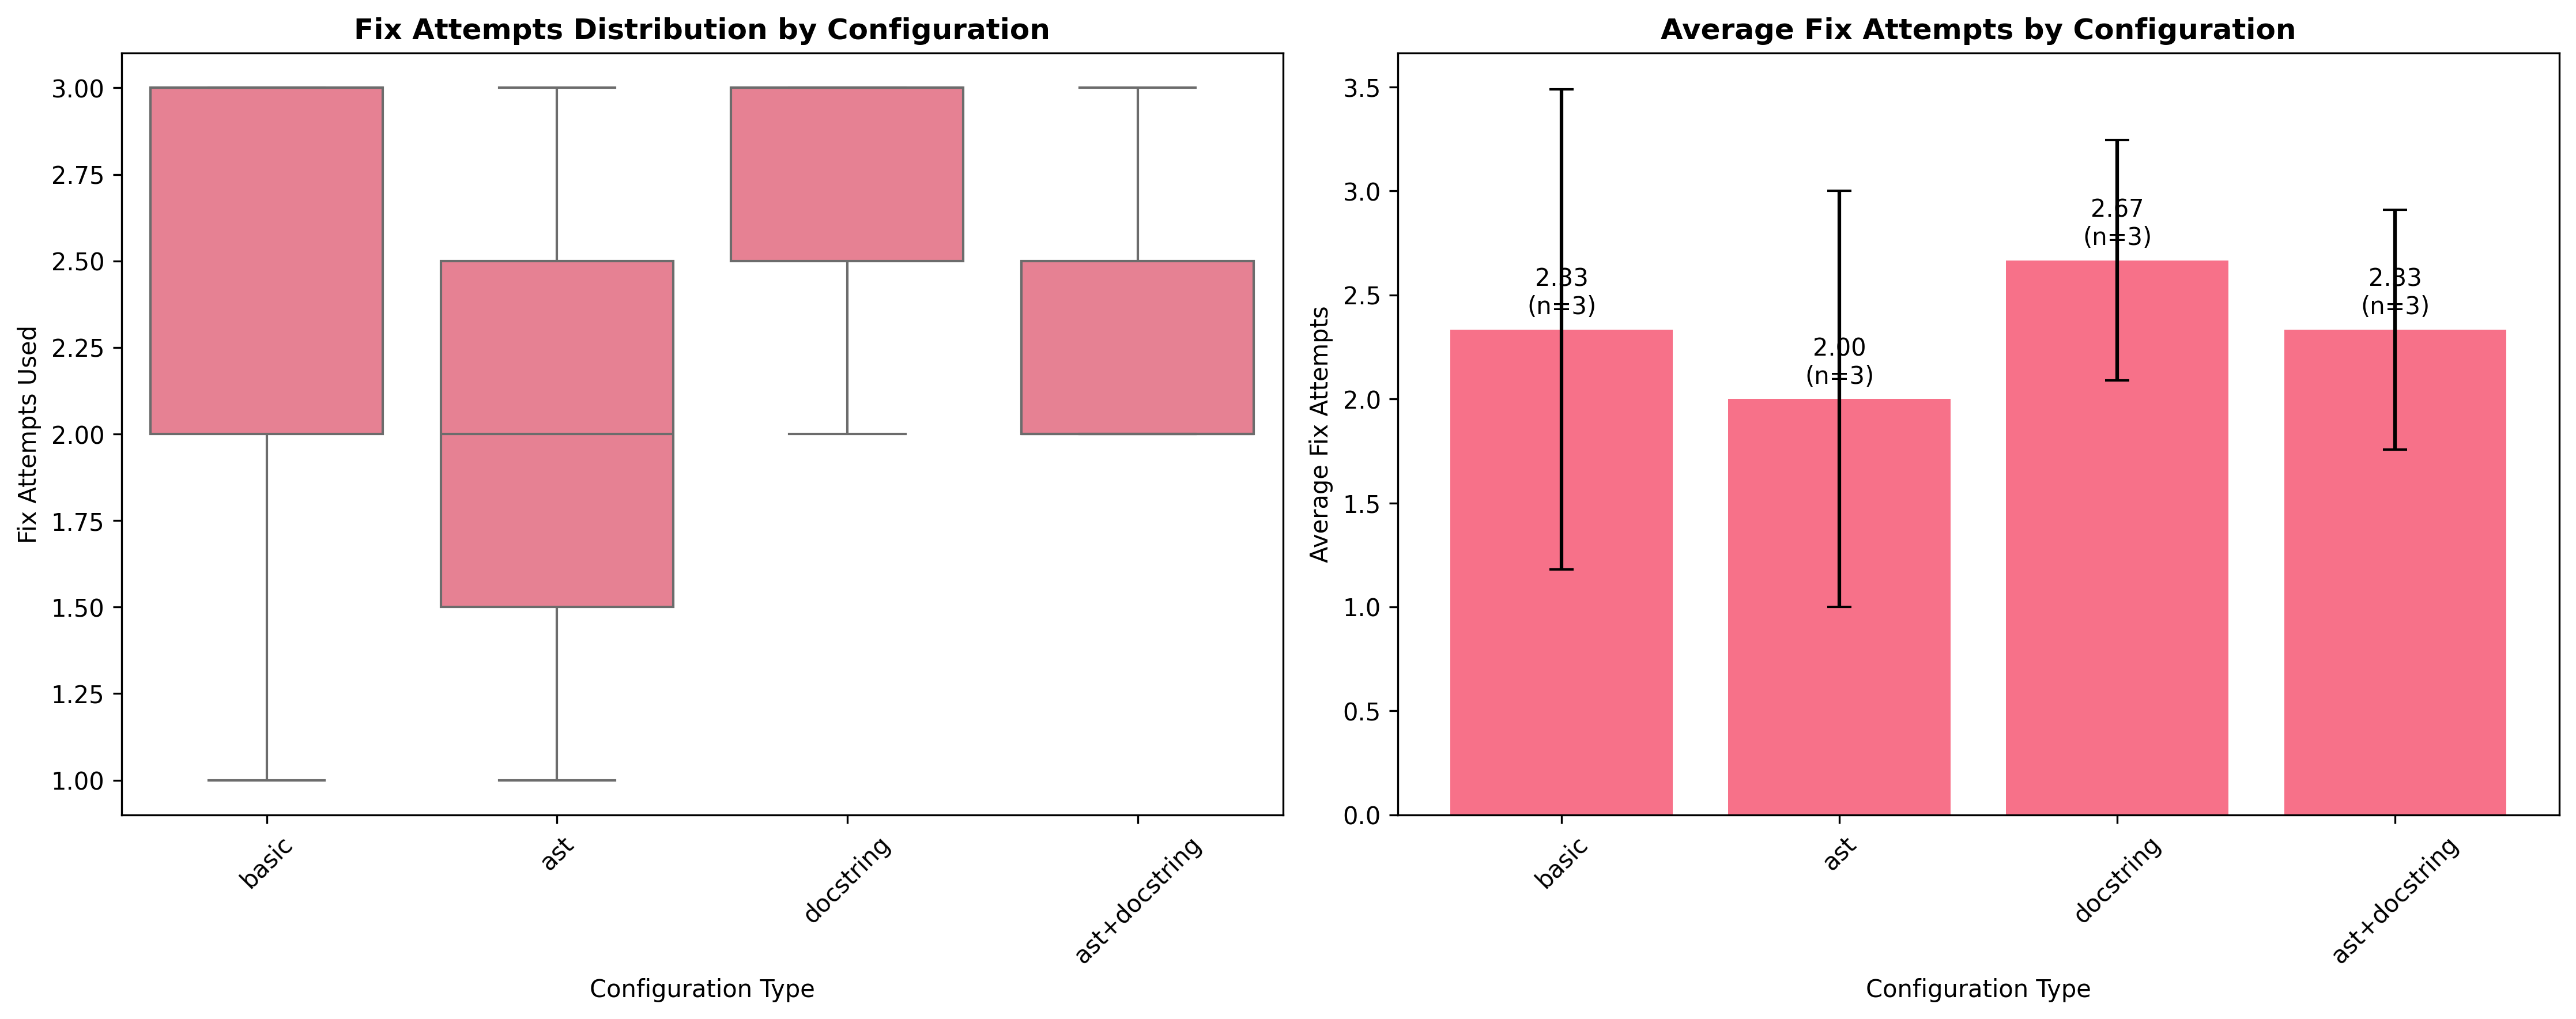 Fix Attempts Distribution by Configuration
Fix Attempts Used
3.00
2.75
2.50
2.25
2.00
1.75
1.50
1.25
1.00
basic
ast
docstring
ast+docstring
Configuration Type
Average Fix Attempts by Configuration
Average Fix Attempts
3.5
3.0
2.5
2.0
1.5
1.0
0.5
0.0
2.33
(n=3)
2.00
(n=3)
2.67
(n=3)
2.33
(n=3)
basic
ast
docstring
ast+docstring
Configuration Type